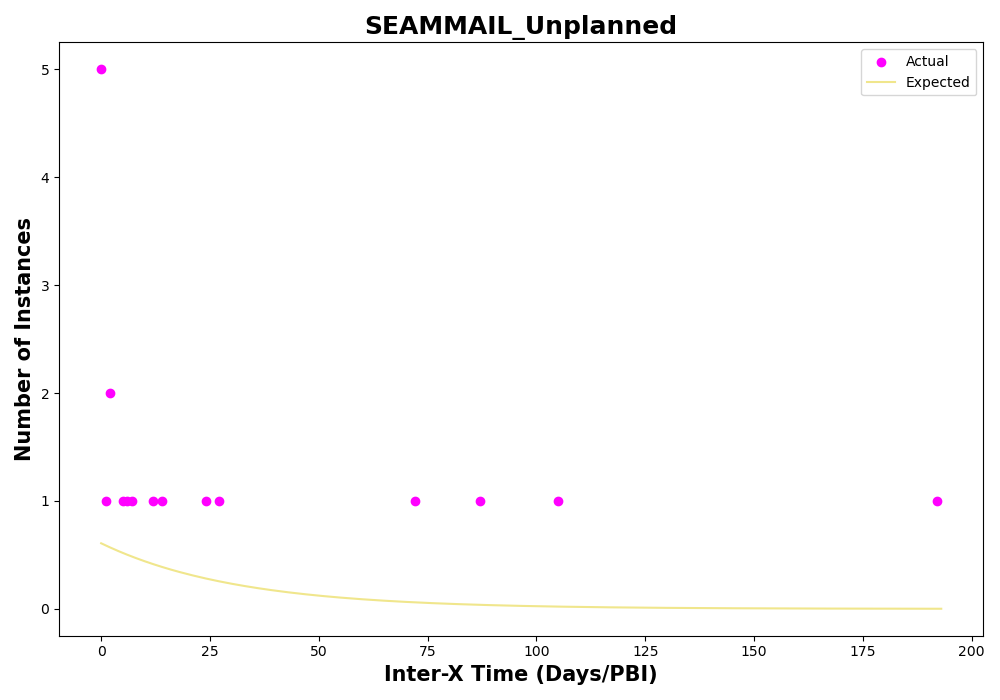 SEAMMAIL_Unplanned
Actual
Expected
Number of Instances
5
4
3
2
1
0
0 25 50 75 100 125 150 175 200
Inter-X Time (Days/PBI)